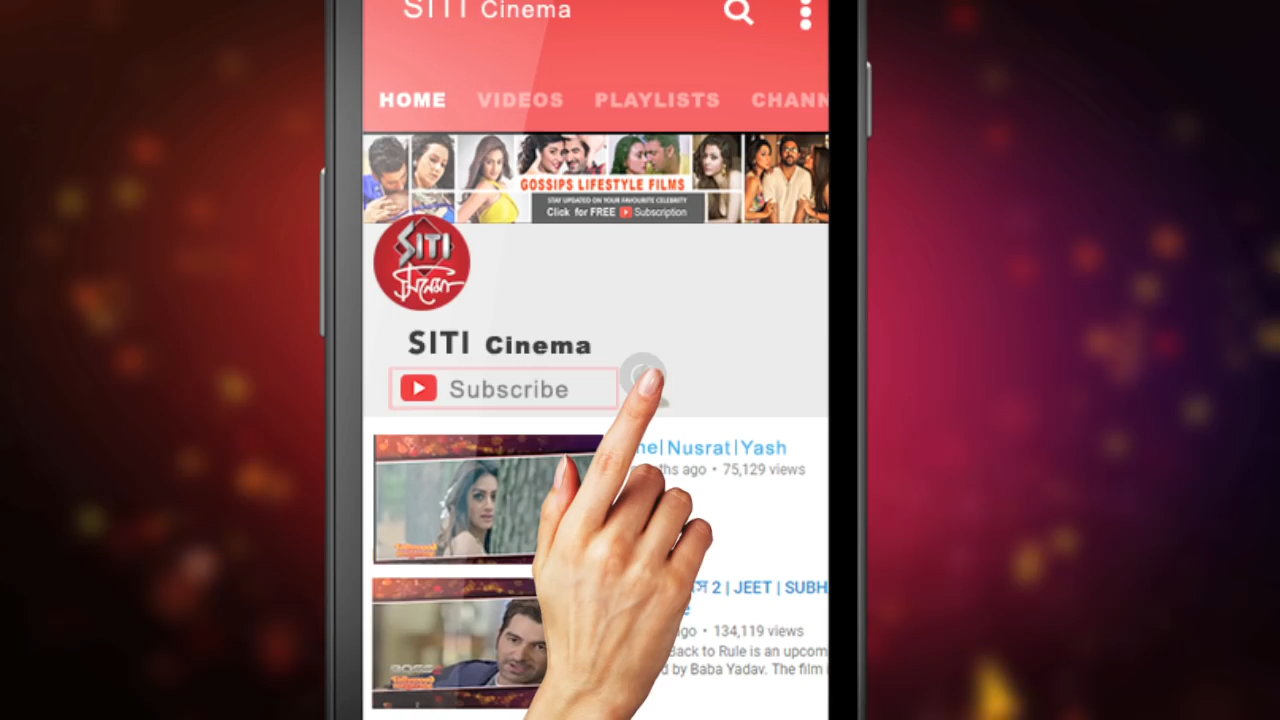 SITI Cinema
HOME VIDEOS PLAYLISTS CHANN
GOSSIPS LIFESTYLE FILMS
STAY UPDATED ON YOUR FAVOURITE CELEBRITY
Click for FREE Subscription
SITI
সিনেমা
SITI Cinema
Subscribe
ne|Nusrat|Yash
ths ago • 75,129 views
2 | JEET | SUBH
ago • 134,119 views
Back to Rule is an upcom
d by Baba Yadav. The film